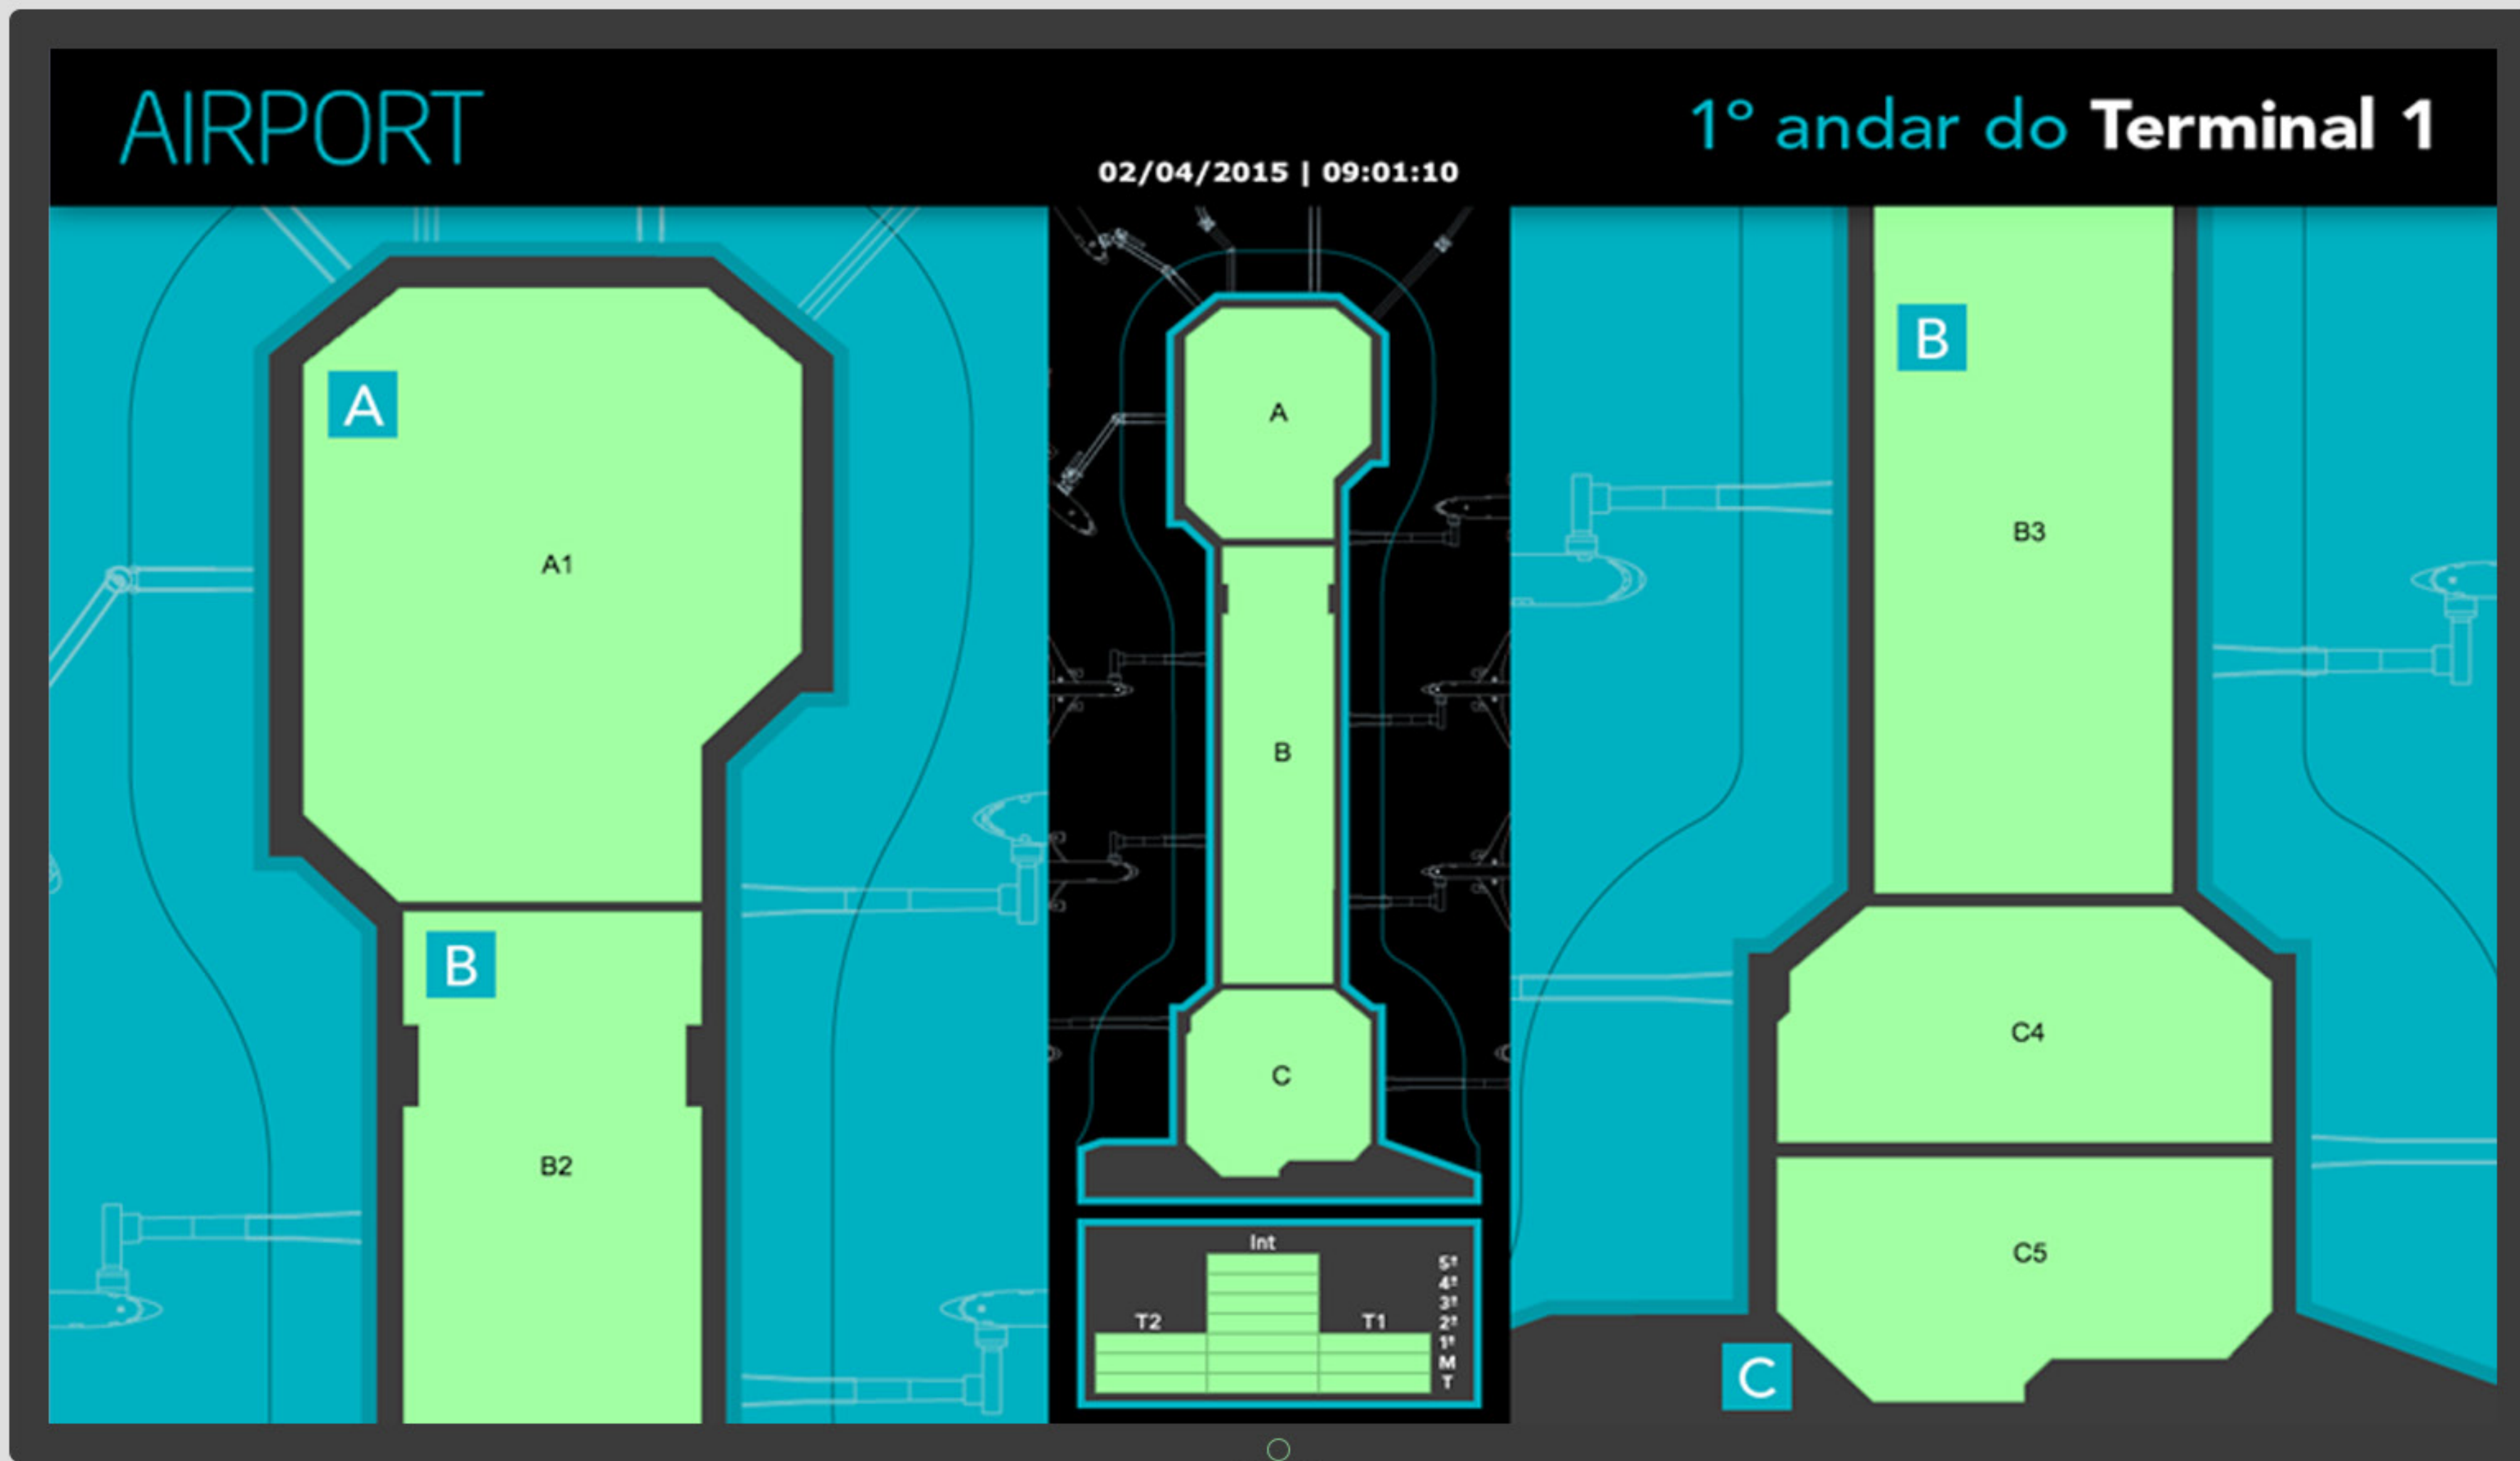 AIRPORT
02/04/2015 | 09:01:10
1º andar do Terminal 1
A
A1
B
B2
A
B
C
Int
T2
T1
5º
4º
3º
2º
1º
M
T
B
B3
C4
C5
C